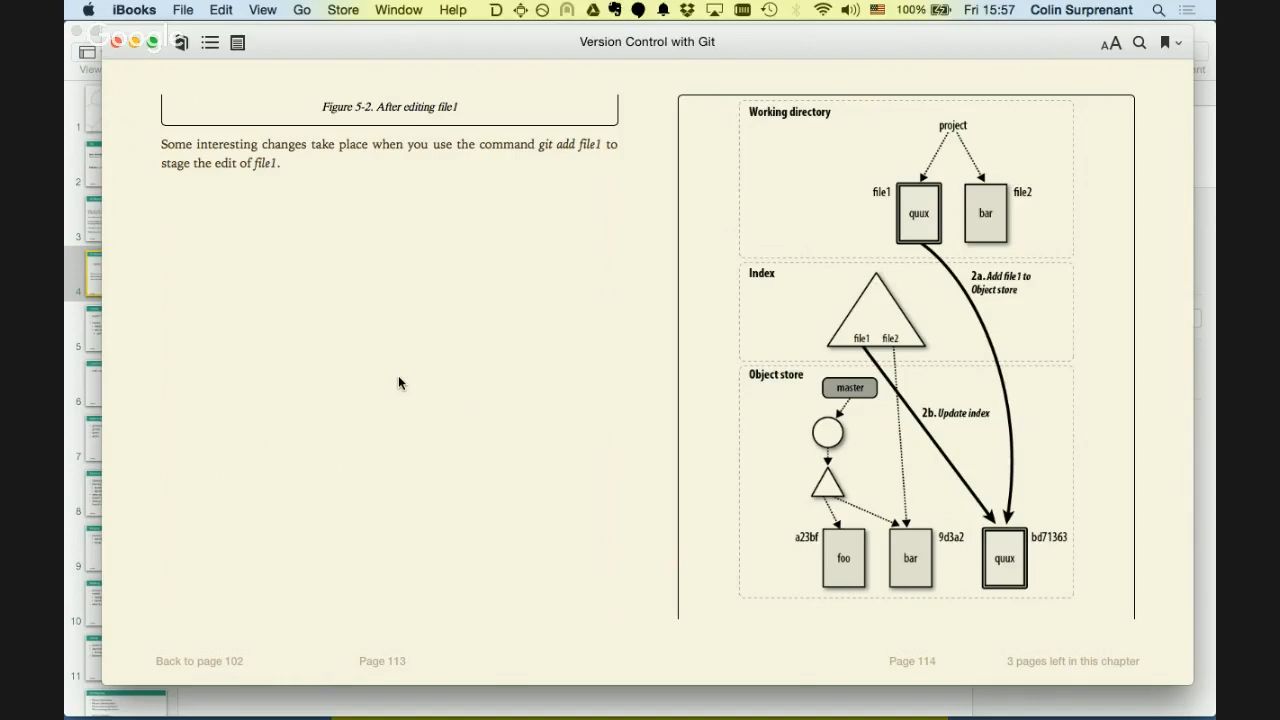 iBooks File Edit View Go Store Window Help 100% Fri 15:57 Colin Surprenant
Google
Version Control with Git
AA
View
Figure 5-2. After editing file1
Some interesting changes take place when you use the command git add file1 to
stage the edit of file1.
Working directory
project
file1
file2
quux
bar
Index
2a. Add file1 to
Object store
file1 file2
Object store
master
2b. Update index
a23bf
9d3a2
bd71363
foo
bar
quux
1
2
3
4
5
6
7
8
9
10
11
Back to page 102
Page 113
Page 114
3 pages left in this chapter